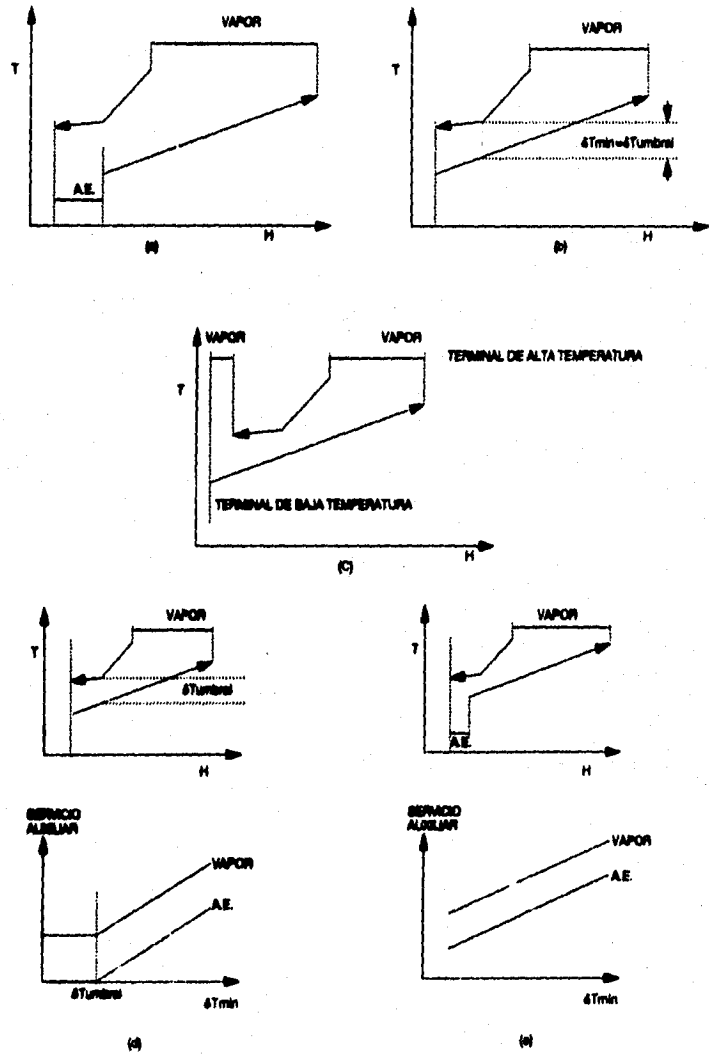 VAPOR
T
A.E.
H
(a)
VAPOR
T
δTmin=δTumbral
H
(b)
VAPOR
VAPOR
TERMINAL DE ALTA TEMPERATURA
T
TERMINAL DE BAJA TEMPERATURA
H
(C)
VAPOR
T
δTumbral
H
VAPOR
T
A.E.
H
SERVICIO
AUXILIAR
VAPOR
A.E.
δTumbral
δTmin
(d)
SERVICIO
AUXILIAR
VAPOR
A.E.
δTmin
(e)